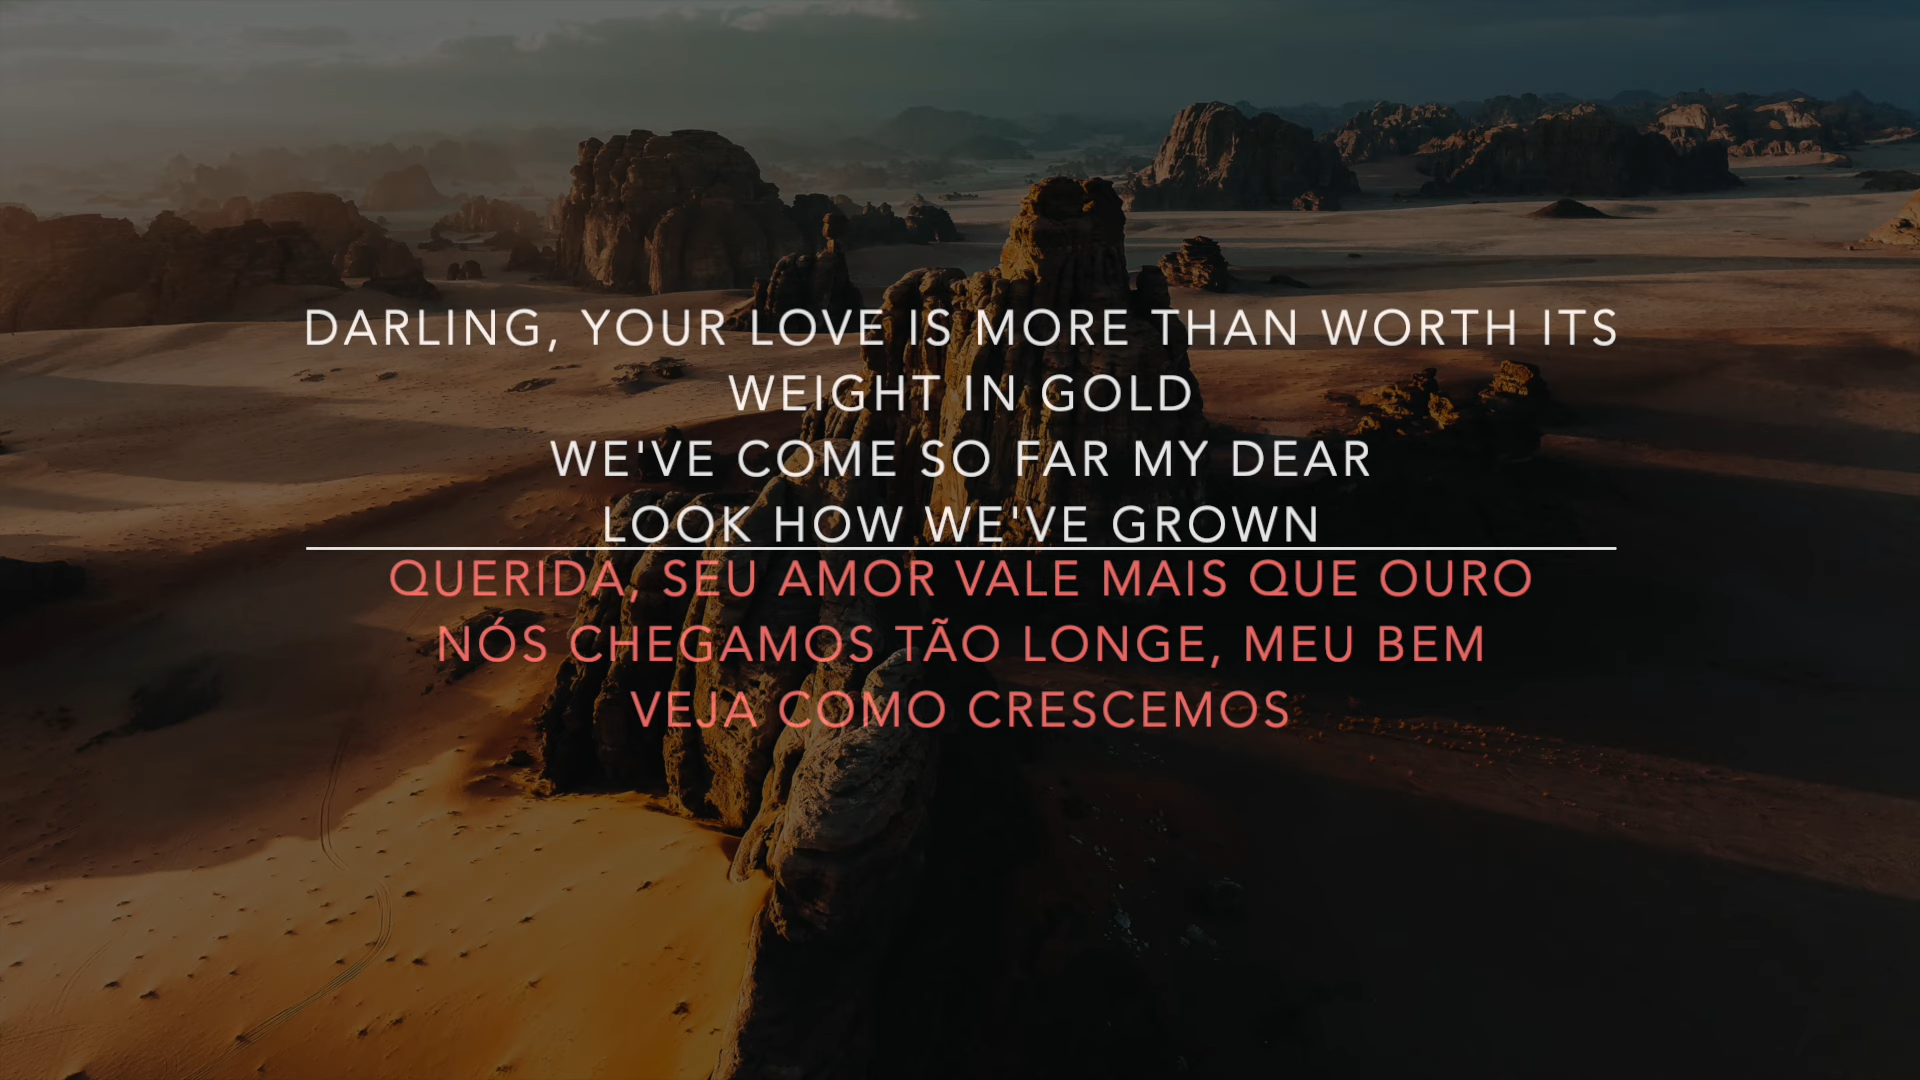 DARLING, YOUR LOVE IS MORE THAN WORTH ITS
WEIGHT IN GOLD
WE'VE COME SO FAR MY DEAR
LOOK HOW WE'VE GROWN
QUERIDA, SEU AMOR VALE MAIS QUE OURO
NÓS CHEGAMOS TÃO LONGE, MEU BEM
VEJA COMO CRESCEMOS